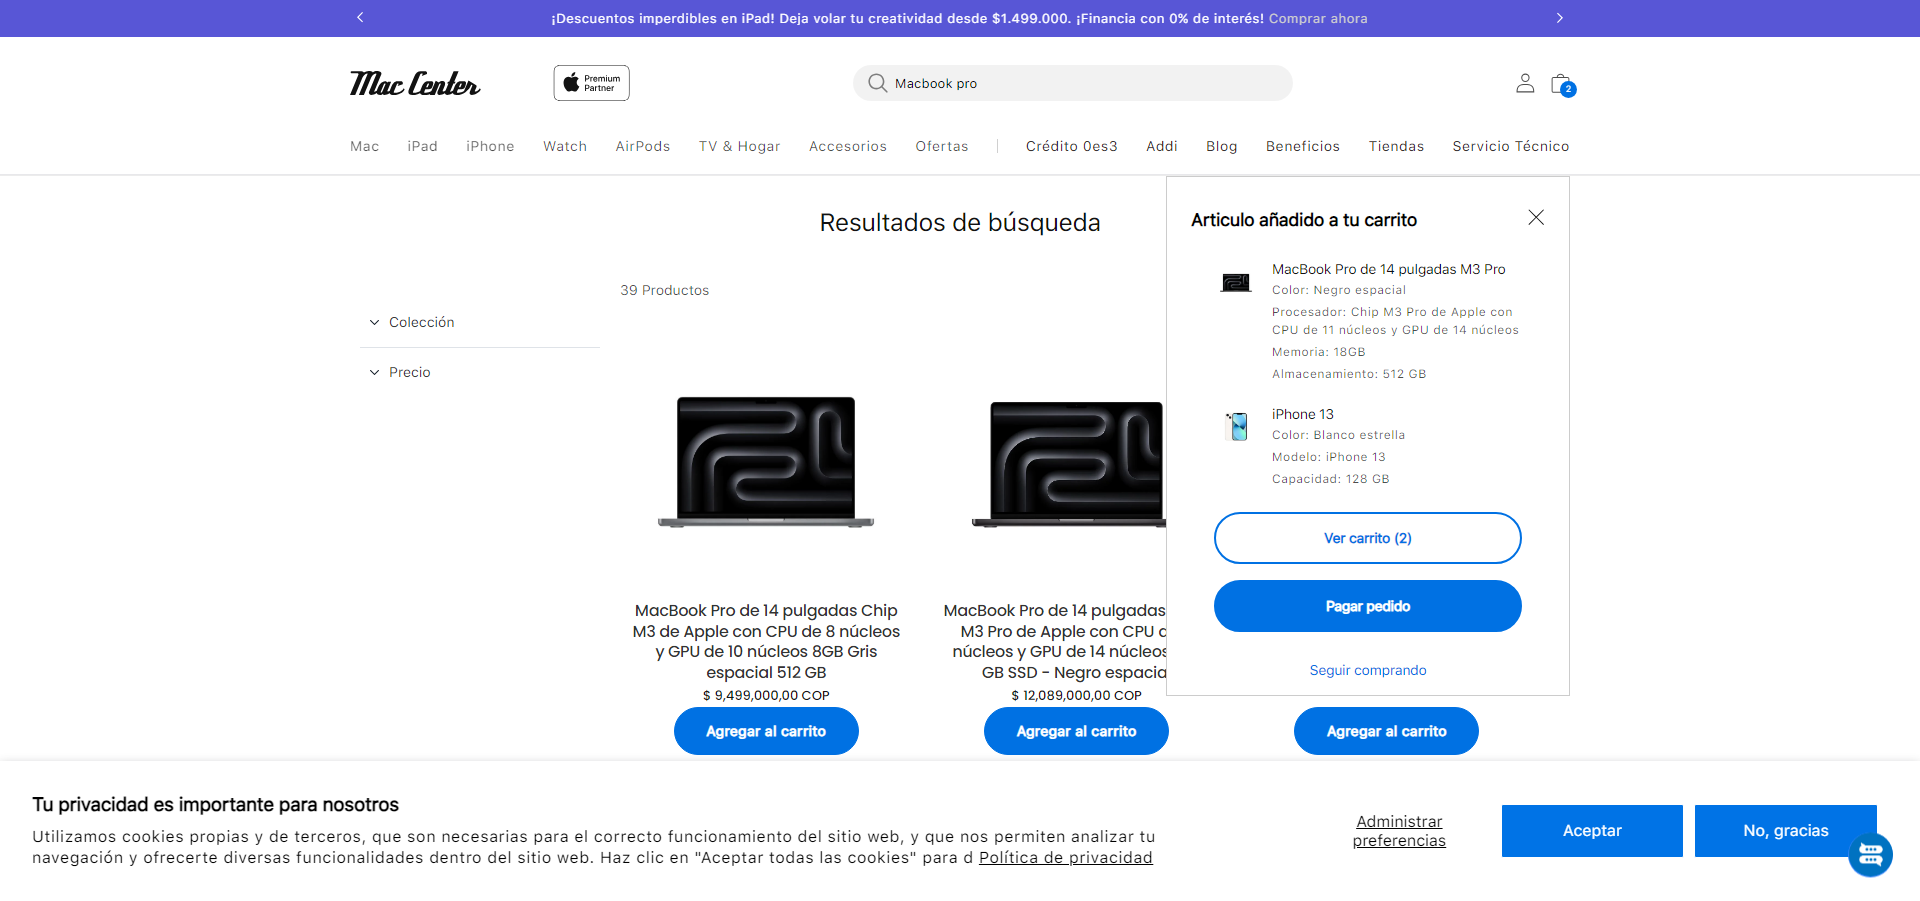 ¡Descuentos imperdibles en iPad! Deja volar tu creatividad desde $1.499.000. ¡Financia con 0% de interés! Comprar ahora
Mac Center
Premium
Partner
Macbook pro
2
Mac
iPad
iPhone
Watch
AirPods
TV & Hogar
Accesorios
Ofertas
Crédito 0es3
Addi
Blog
Beneficios
Tiendas
Servicio Técnico
Resultados de búsqueda
39 Productos
Colección
Precio
Articulo añadido a tu carrito
MacBook Pro de 14 pulgadas M3 Pro
Color: Negro espacial
Procesador: Chip M3 Pro de Apple con
CPU de 11 núcleos y GPU de 14 núcleos
Memoria: 18GB
Almacenamiento: 512 GB
iPhone 13
Color: Blanco estrella
Modelo: iPhone 13
Capacidad: 128 GB
Ver carrito (2)
Pagar pedido
Seguir comprando
MacBook Pro de 14 pulgadas Chip
M3 de Apple con CPU de 8 núcleos
y GPU de 10 núcleos 8GB Gris
espacial 512 GB
$ 9,499,000,00 COP
Agregar al carrito
MacBook Pro de 14 pulgadas
M3 Pro de Apple con CPU
núcleos y GPU de 14 núcleos
GB SSD - Negro espacia
$ 12,089,000,00 COP
Agregar al carrito
Agregar al carrito
Tu privacidad es importante para nosotros
Utilizamos cookies propias y de terceros, que son necesarias para el correcto funcionamiento del sitio web, y que nos permiten analizar tu
navegación y ofrecerte diversas funcionalidades dentro del sitio web. Haz clic en "Aceptar todas las cookies" para d Política de privacidad
Administrar
preferencias
Aceptar
No, gracias